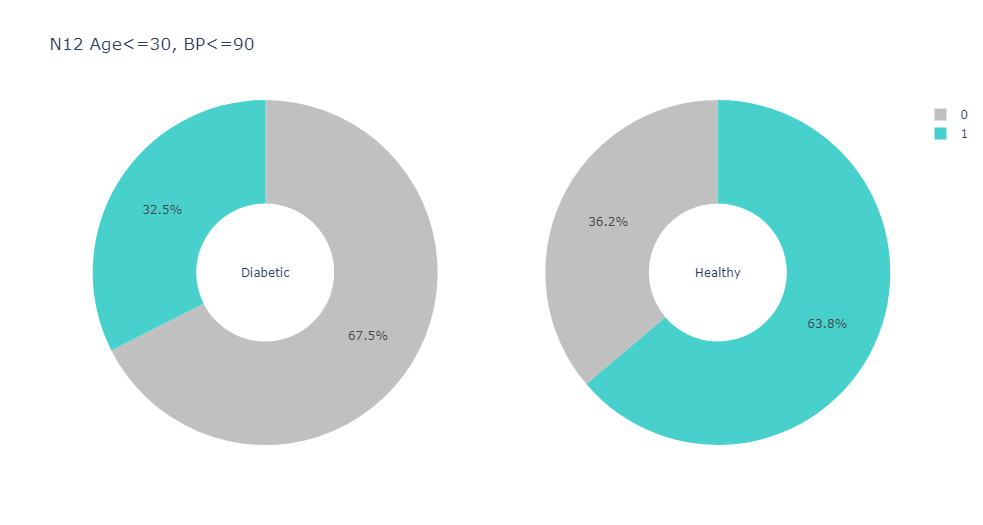 N12 Age<=30, BP<=90
0
1
32.5%
36.2%
Diabetic
Healthy
67.5%
63.8%